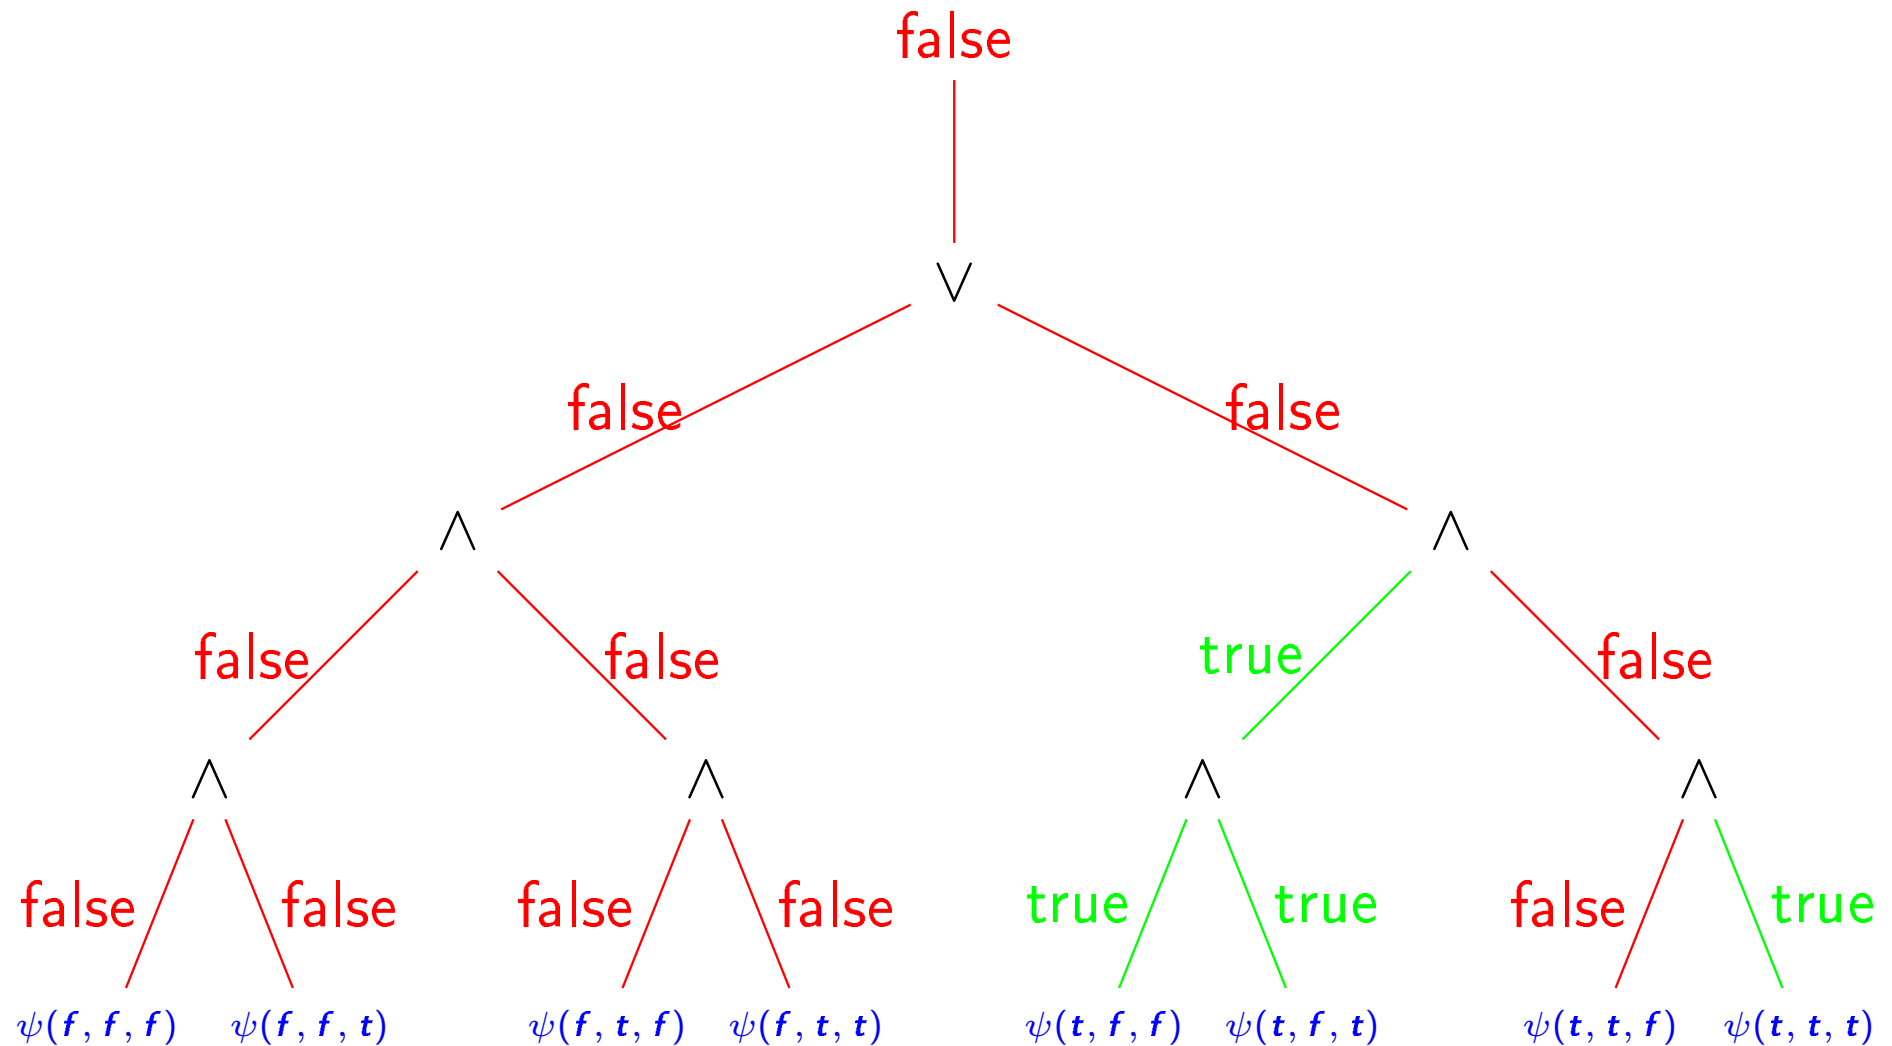 false
∨
false false
∧ ∧
false false true false
∧ ∧ ∧ ∧
false false false false true true false true
ψ(f, f, f) ψ(f, f, t) ψ(f, t, f) ψ(f, t, t) ψ(t, f, f) ψ(t, f, t) ψ(t, t, f) ψ(t, t, t)